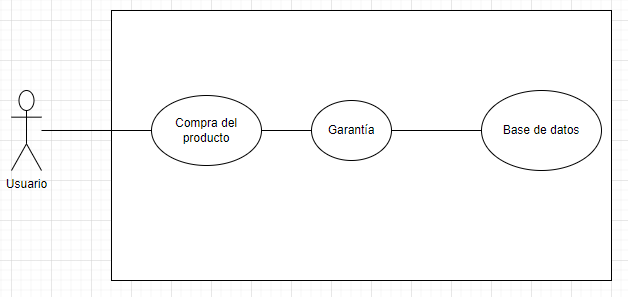 Compra del
producto
Garantía
Base de datos
Usuario